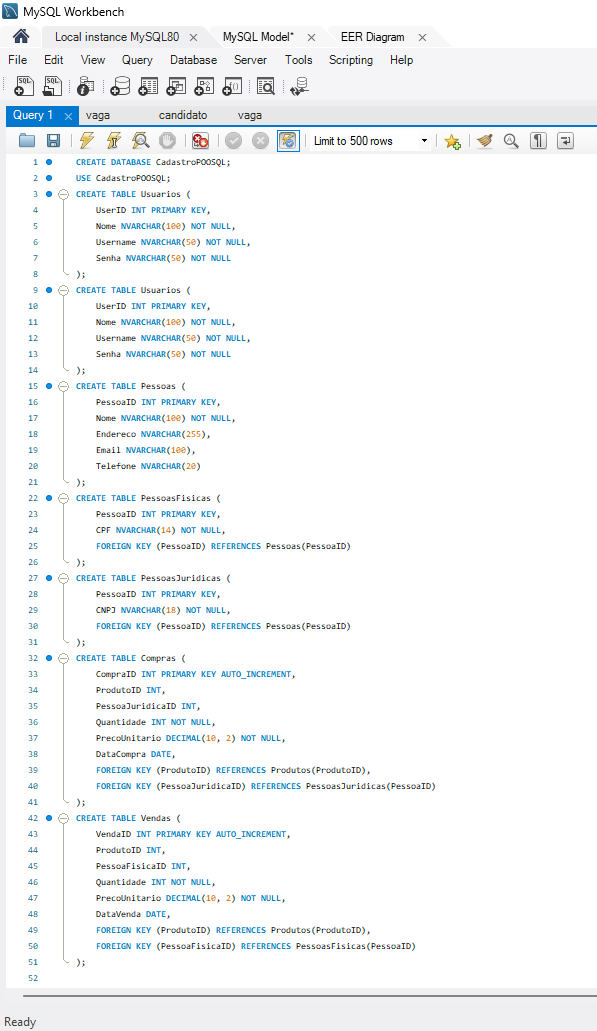 MySQL Workbench
Local instance MySQL80 × MySQL Model* × EER Diagram ×
File Edit View Query Database Server Tools Scripting Help
Query 1 × vaga candidato vaga
Limit to 500 rows
1 CREATE DATABASE CadastroPOOSQL;
2 USE CadastroPOOSQL;
3 CREATE TABLE Usuarios (
4 UserID INT PRIMARY KEY,
5 Nome NVARCHAR(100) NOT NULL,
6 Username NVARCHAR(50) NOT NULL,
7 Senha NVARCHAR(50) NOT NULL
8 );
9 CREATE TABLE Usuarios (
10 UserID INT PRIMARY KEY,
11 Nome NVARCHAR(100) NOT NULL,
12 Username NVARCHAR(50) NOT NULL,
13 Senha NVARCHAR(50) NOT NULL
14 );
15 CREATE TABLE Pessoas (
16 PessoaID INT PRIMARY KEY,
17 Nome NVARCHAR(100) NOT NULL,
18 Endereco NVARCHAR(255),
19 Email NVARCHAR(100),
20 Telefone NVARCHAR(20)
21 );
22 CREATE TABLE PessoasFisicas (
23 PessoaID INT PRIMARY KEY,
24 CPF NVARCHAR(14) NOT NULL,
25 FOREIGN KEY (PessoaID) REFERENCES Pessoas(PessoaID)
26 );
27 CREATE TABLE PessoasJuridicas (
28 PessoaID INT PRIMARY KEY,
29 CNPJ NVARCHAR(18) NOT NULL,
30 FOREIGN KEY (PessoaID) REFERENCES Pessoas(PessoaID)
31 );
32 CREATE TABLE Compras (
33 CompraID INT PRIMARY KEY AUTO_INCREMENT,
34 ProdutoID INT,
35 PessoaJuridicaID INT,
36 Quantidade INT NOT NULL,
37 PrecoUnitario DECIMAL(10, 2) NOT NULL,
38 DataCompra DATE,
39 FOREIGN KEY (ProdutoID) REFERENCES Produtos(ProdutoID),
40 FOREIGN KEY (PessoaJuridicaID) REFERENCES PessoasJuridicas(PessoaID)
41 );
42 CREATE TABLE Vendas (
43 VendaID INT PRIMARY KEY AUTO_INCREMENT,
44 ProdutoID INT,
45 PessoaFisicaID INT,
46 Quantidade INT NOT NULL,
47 PrecoUnitario DECIMAL(10, 2) NOT NULL,
48 DataVenda DATE,
49 FOREIGN KEY (ProdutoID) REFERENCES Produtos(ProdutoID),
50 FOREIGN KEY (PessoaFisicaID) REFERENCES PessoasFisicas(PessoaID)
51 );
52
Ready